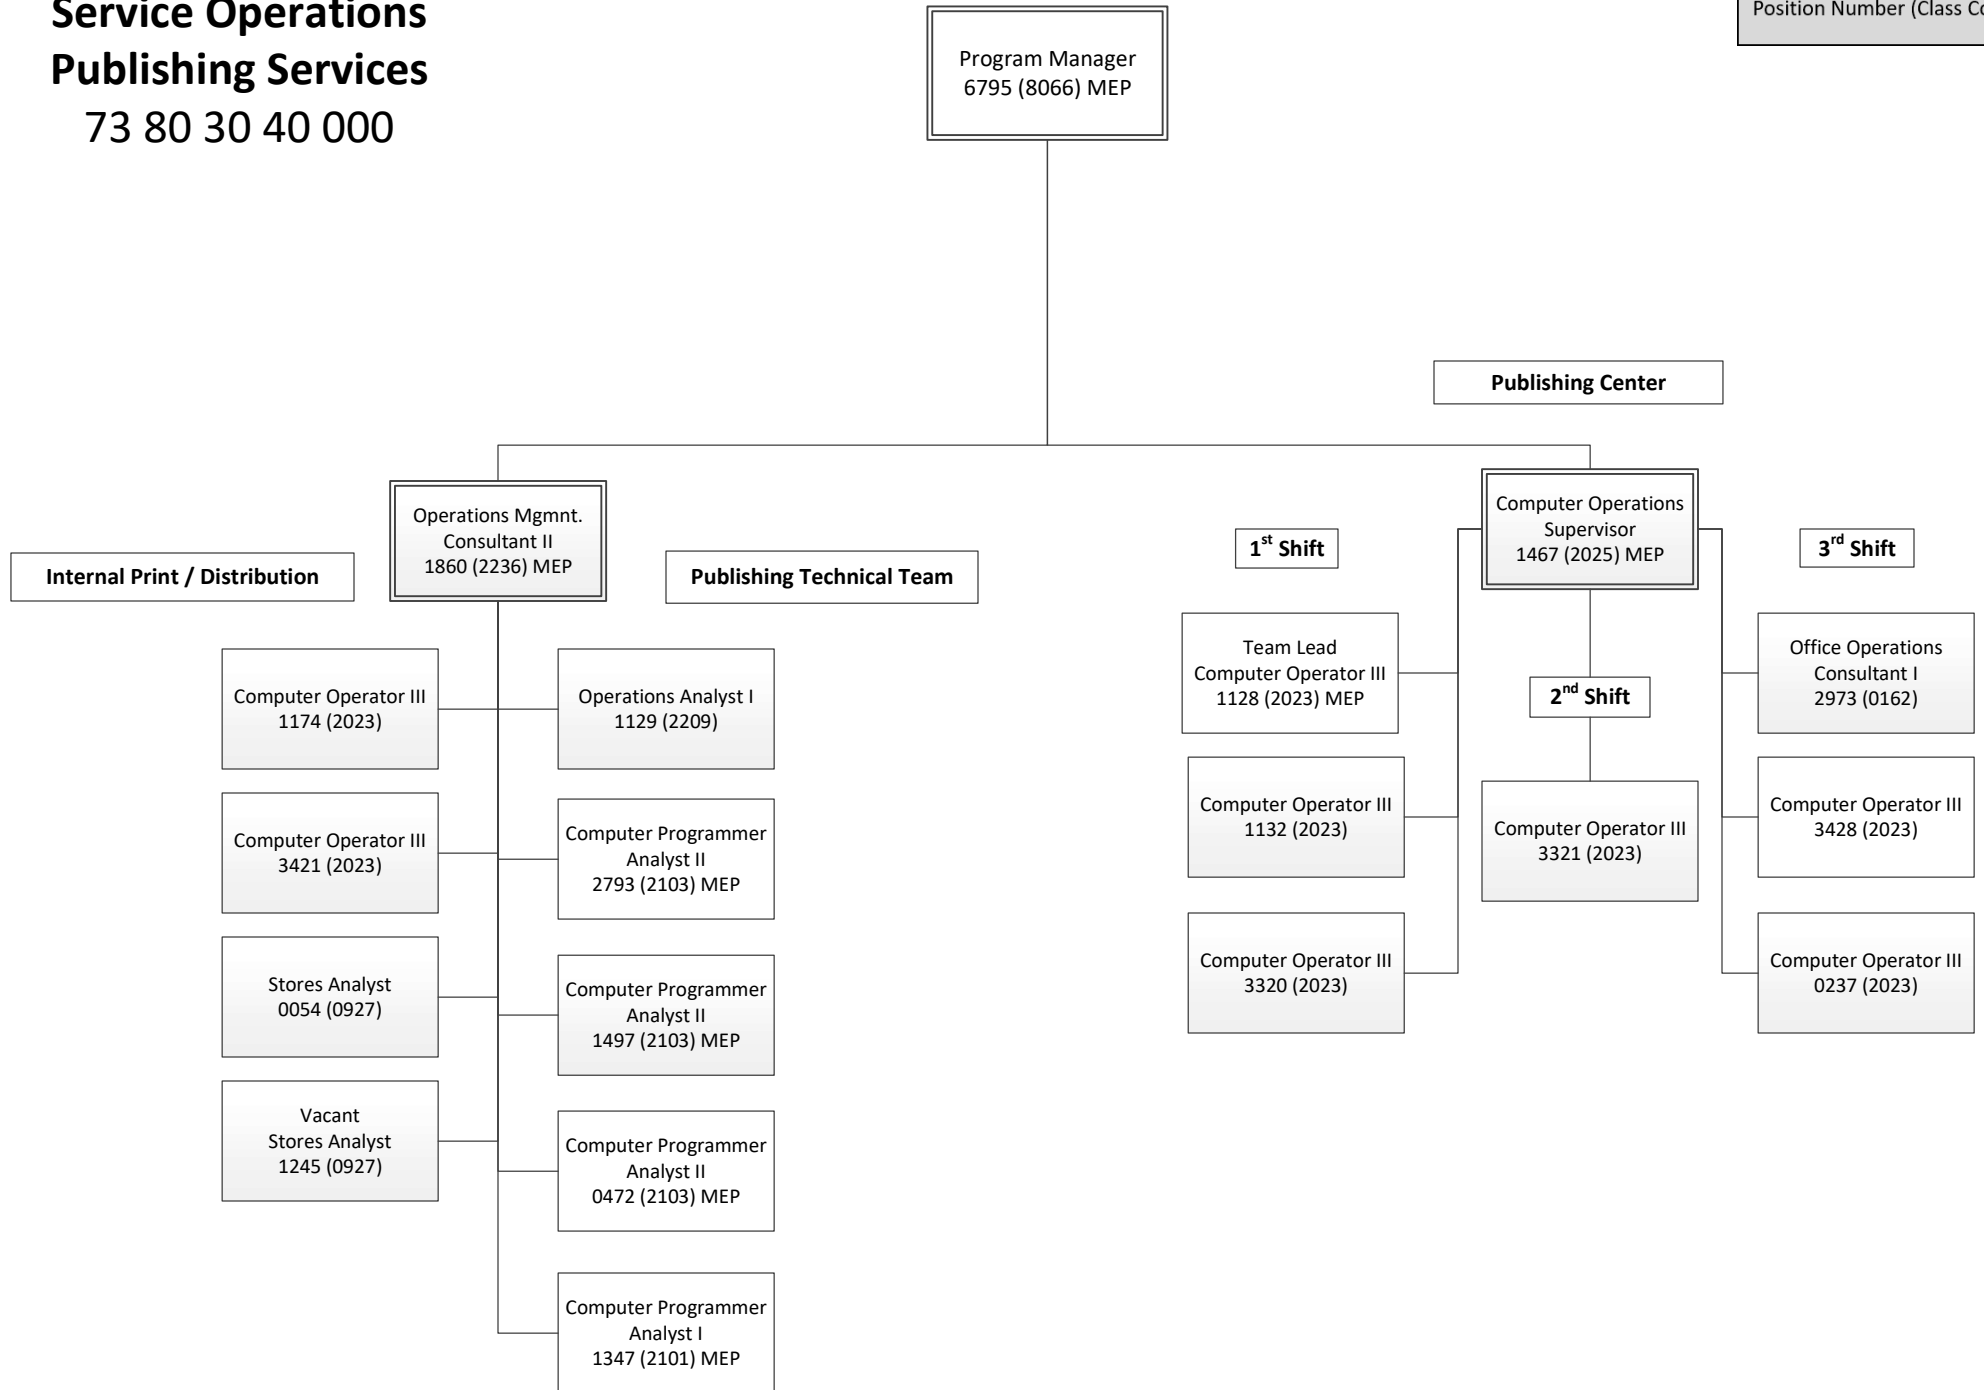 Service Operations
Publishing Services
73 80 30 40 000
Position Number (Class
Program Manager
6795 (8066) MEP
Publishing Center
Operations Mgmnt.
Consultant II
1860 (2236) MEP
Computer Operations
Supervisor
1467 (2025) MEP
Internal Print / Distribution
Computer Operator III
1174 (2023)
Computer Operator III
3421 (2023)
Stores Analyst
0054 (0927)
Vacant
Stores Analyst
1245 (0927)
Publishing Technical Team
Operations Analyst I
1129 (2209)
Computer Programmer
Analyst II
2793 (2103) MEP
Computer Programmer
Analyst II
1497 (2103) MEP
Computer Programmer
Analyst II
0472 (2103) MEP
Computer Programmer
Analyst I
1347 (2101) MEP
1st Shift
Team Lead
Computer Operator III
1128 (2023) MEP
Computer Operator III
1132 (2023)
Computer Operator III
3320 (2023)
2nd Shift
Computer Operator III
3321 (2023)
3rd Shift
Office Operations
Consultant I
2973 (0162)
Computer Operator III
3428 (2023)
Computer Operator III
0237 (2023)